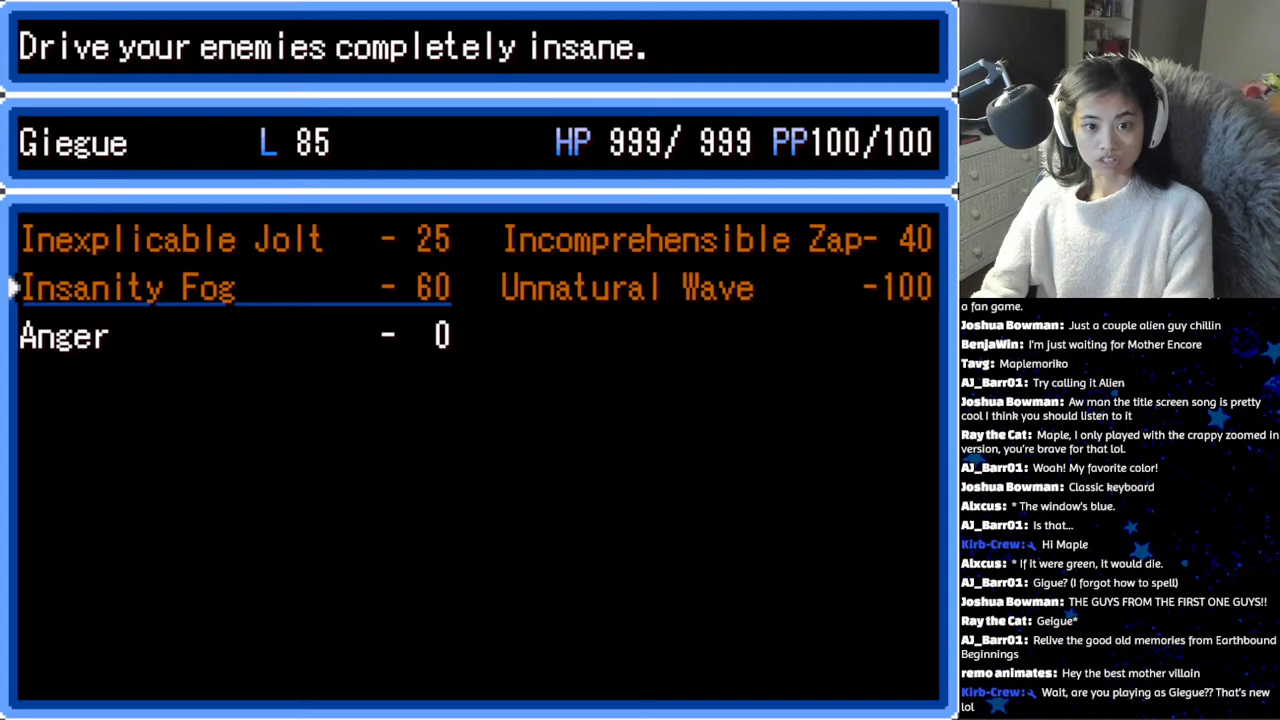 Drive your enemies completely insane.
Giegue L 85 HP 999/ 999 PP100/100
Inexplicable Jolt - 25 Incomprehensible Zap- 40
Insanity Fog - 60 Unnatural Wave -100
Anger - 0
a fan game.
Joshua Bowman: Just a couple alien guy chillin
BenjaWin: I'm just waiting for Mother Encore
Tavg: Maplemoriko
AJ_Barr01: Try calling it Alien
Joshua Bowman: Aw man the title screen song is pretty
cool I think you should listen to it
Ray the Cat: Maple, I only played with the crappy zoomed in
version, you're brave for that lol.
AJ_Barr01: Woah! My favorite color!
Joshua Bowman: Classic keyboard
Alxcus: * The window's blue.
AJ_Barr01: Is that...
Kirb-Crew: Hi Maple
Alxcus: * If it were green, it would die.
AJ_Barr01: Gigue? (I forgot how to spell)
Joshua Bowman: THE GUYS FROM THE FIRST ONE GUYS!!
Ray the Cat: Geigue*
AJ_Barr01: Relive the good old memories from Earthbound
Beginnings
remo animates: Hey the best mother villain
Kirb-Crew: Wait, are you playing as Giegue?? That's new
lol